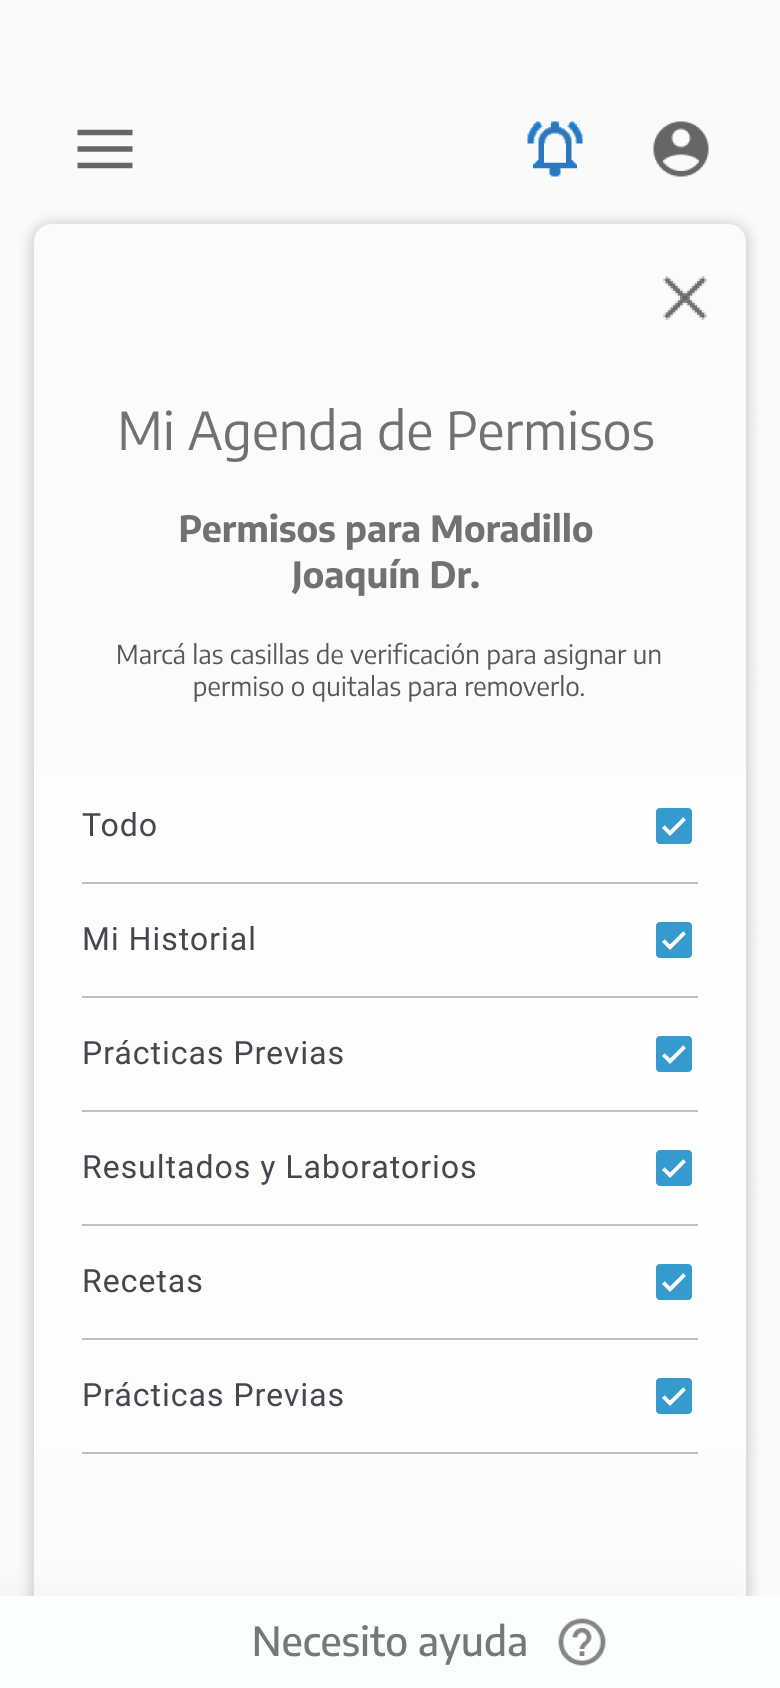 Mi Agenda de Permisos
Permisos para Moradillo
Joaquín Dr.
Marcá las casillas de verificación para asignar un
permiso o quitalas para removerlo.
Todo
Mi Historial
Prácticas Previas
Resultados y Laboratorios
Recetas
Prácticas Previas
Necesito ayuda